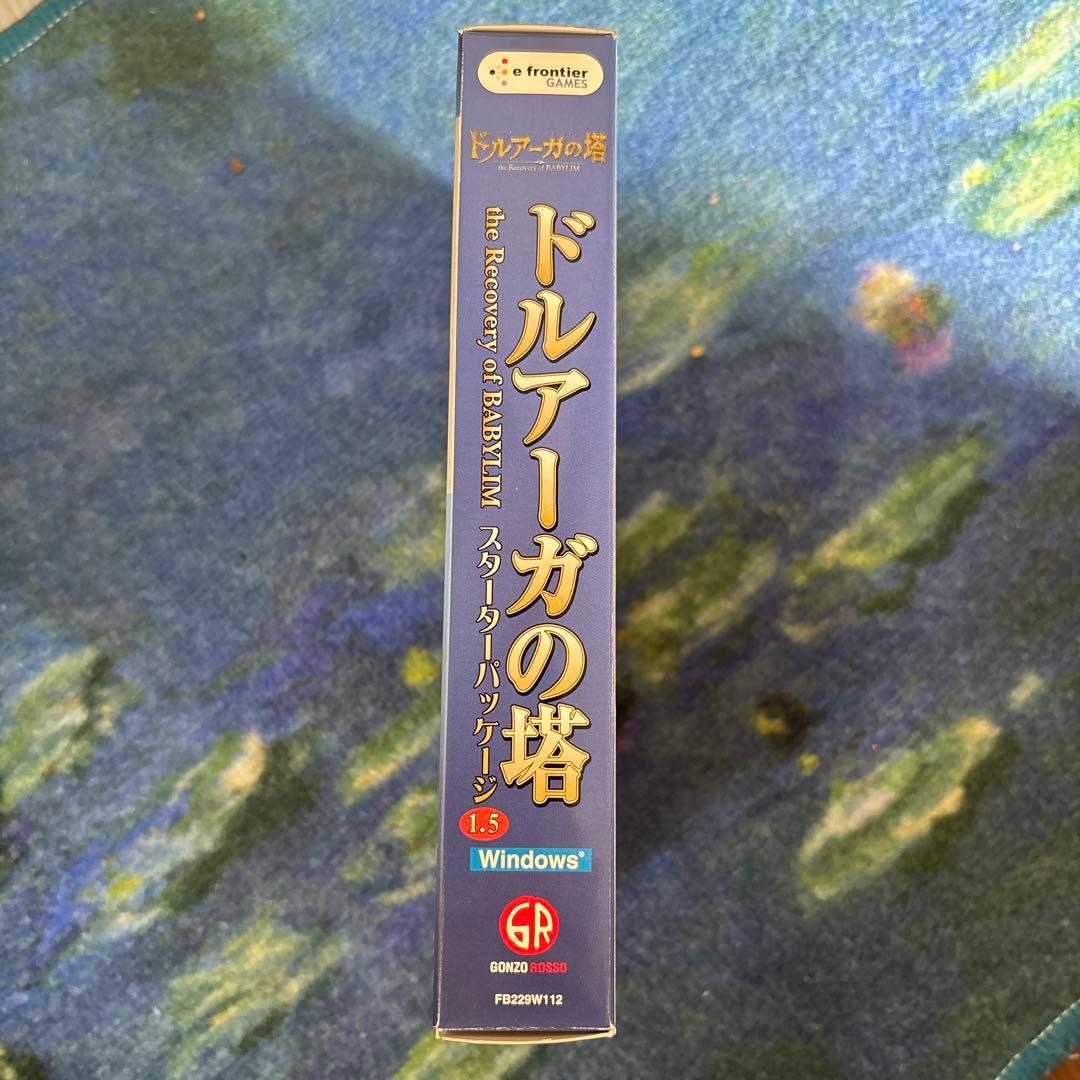 e frontier
GAMES
ドルアーガの塔
the Recovery of BABYLIM
ドルアーガの塔
the Recovery of BABYLIM スターターパッケージ
1.5
Windows®
GR
GONZO ROSSO
FB229W112